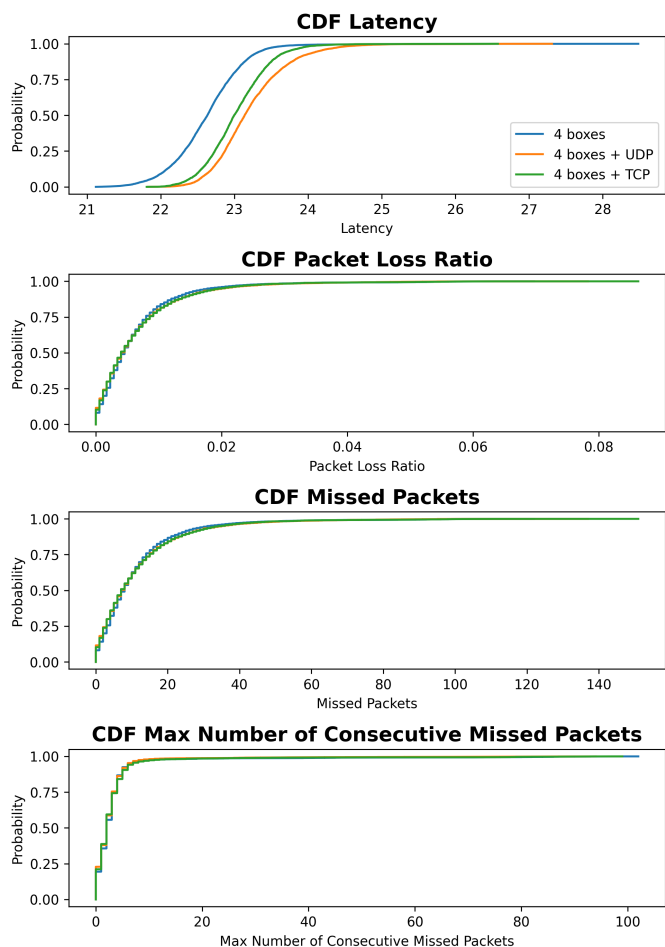 CDF Latency
1.00
0.75
0.50
0.25
0.00
Probability
4 boxes
4 boxes + UDP
4 boxes + TCP
21 22 23 24 25 26 27 28
Latency
CDF Packet Loss Ratio
1.00
0.75
0.50
0.25
0.00
Probability
0.00 0.02 0.04 0.06 0.08
Packet Loss Ratio
CDF Missed Packets
1.00
0.75
0.50
0.25
0.00
Probability
0 20 40 60 80 100 120 140
Missed Packets
CDF Max Number of Consecutive Missed Packets
1.00
0.75
0.50
0.25
0.00
Probability
0 20 40 60 80 100
Max Number of Consecutive Missed Packets